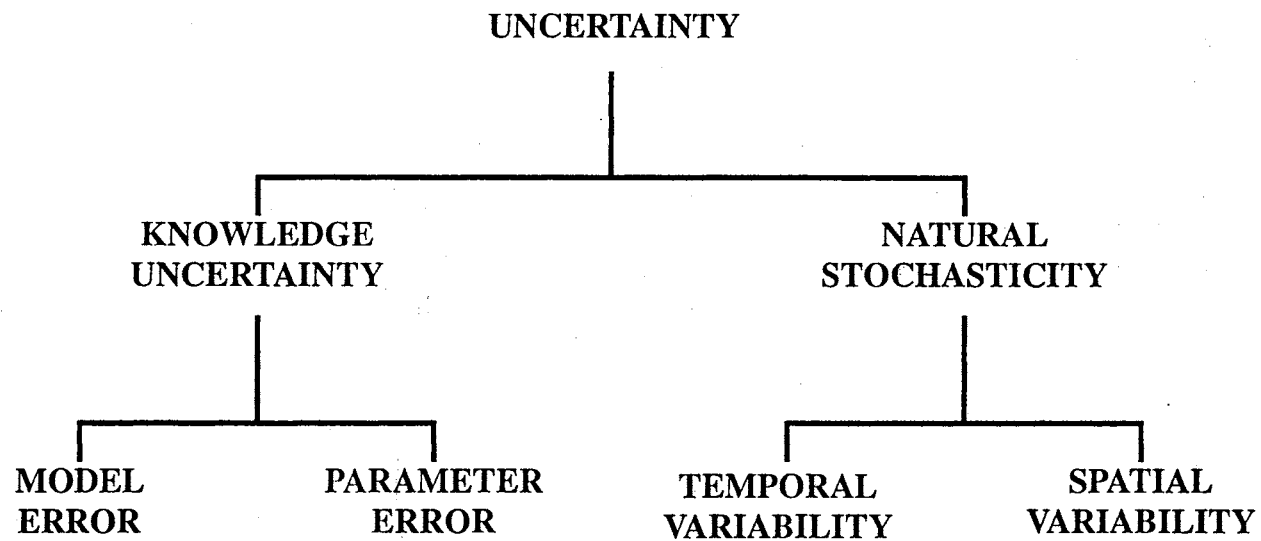 UNCERTAINTY
KNOWLEDGE
UNCERTAINTY
NATURAL
STOCHASTICITY
MODEL
ERROR
PARAMETER
ERROR
TEMPORAL
VARIABILITY
SPATIAL
VARIABILITY